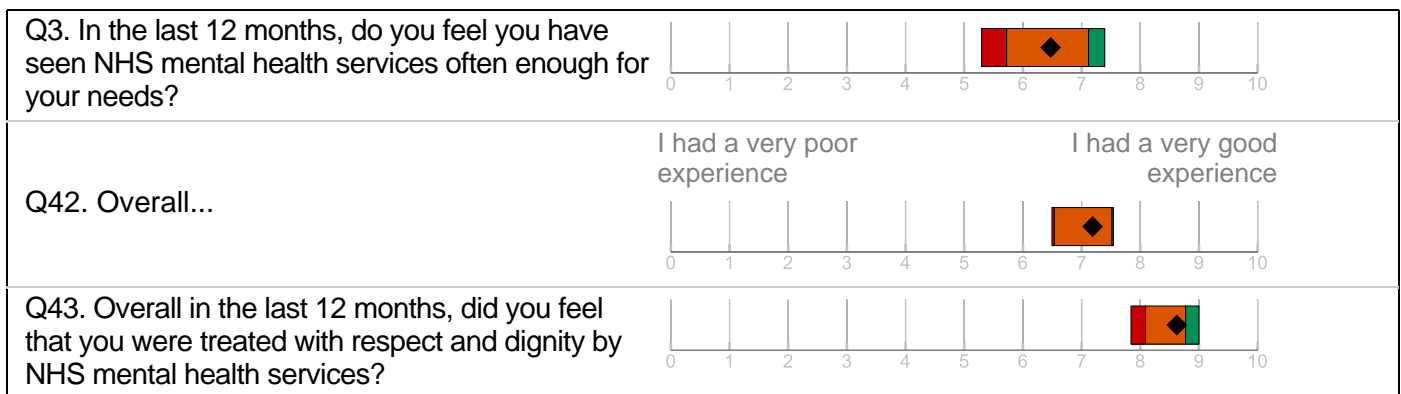 Q3. In the last 12 months, do you feel you have
seen NHS mental health services often enough for
your needs?
0 1 2 3 4 5 6 7 8 9 10
I had a very poor
experience
I had a very good
experience
Q42. Overall...
0 1 2 3 4 5 6 7 8 9 10
Q43. Overall in the last 12 months, did you feel
that you were treated with respect and dignity by
NHS mental health services?
0 1 2 3 4 5 6 7 8 9 10